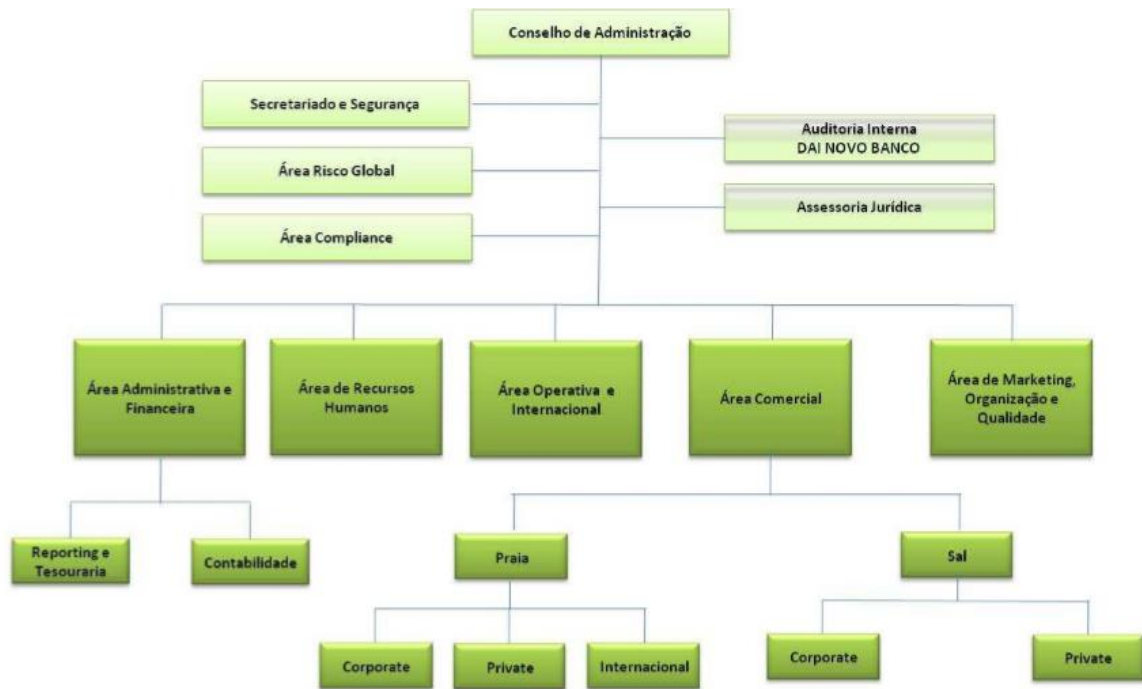 Conselho de Administração
Secretariado e Segurança
Auditoria Interna
DAI NOVO BANCO
Área Risco Global
Assessoria Jurídica
Área Compliance
Área Administrativa e
Financeira
Área de Recursos
Humanos
Área Operativa e
Internacional
Área Comercial
Área de Marketing,
Organização e
Qualidade
Reporting e
Tesouraria
Contabilidade
Praia
Sal
Corporate
Private
Internacional
Corporate
Private